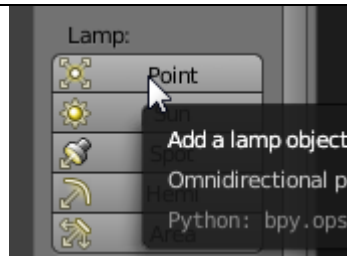 Lamp:
Point
Sun
Spot
Hemi
Area
Add a lamp object
Omnidirectional p
Python: bpy.ops